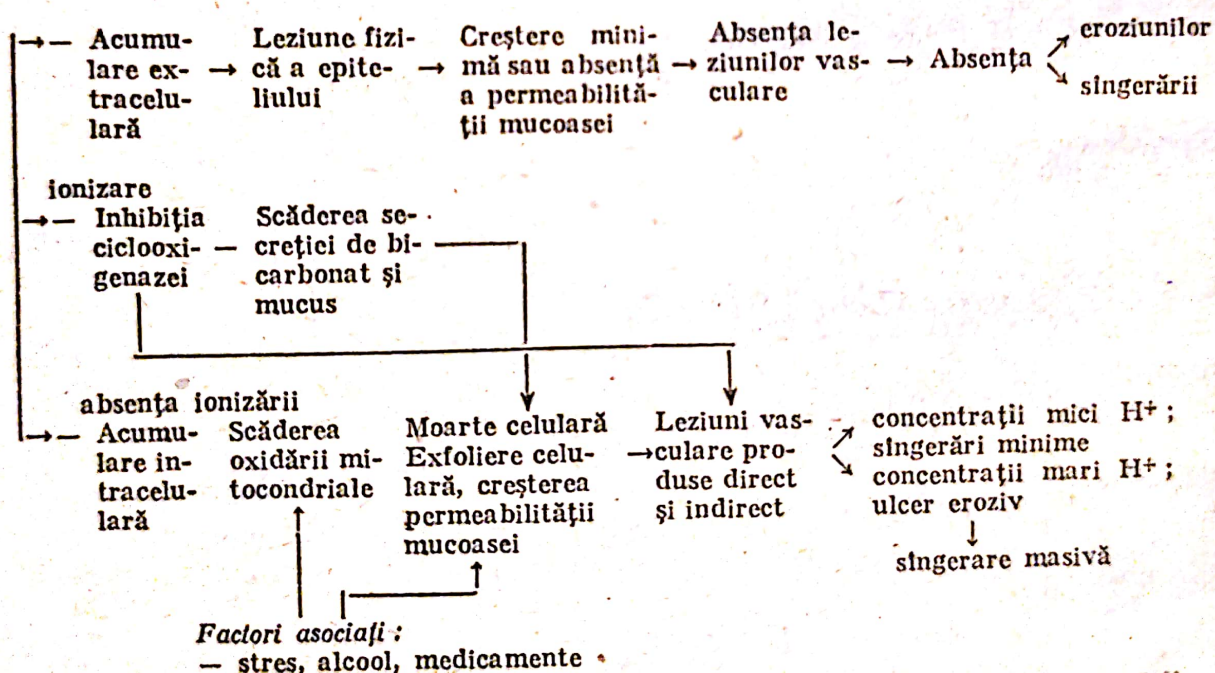 →— Acumu- Leziune fizi- Creştere mini- Absenţa le- eroziunilor
lare ex- → că a epite- → mă sau absenţă → ziunilor vas- → Absenţa
tracelu- liului a permeabilită- culare sîngerării
lară ţii mucoasei
ionizare
→— Inhibiţia Scăderea se-
ciclooxi- — creţiei de bi-
genazei carbonat şi
mucus
absenţa ionizării
→— Acumu- Scăderea Moarte celulară Leziuni vas- concentraţii mici H+ ;
lare in- oxidării mi- Exfoliere celu- → culare pro- sîngerări minime
tracelu- tocondriale lară, creşterea duse direct concentraţii mari H+ ;
lară permeabilităţii şi indirect ulcer eroziv
mucoasei ↓
sîngerare masivă
Factori asociaţi :
— stres, alcool, medicamente